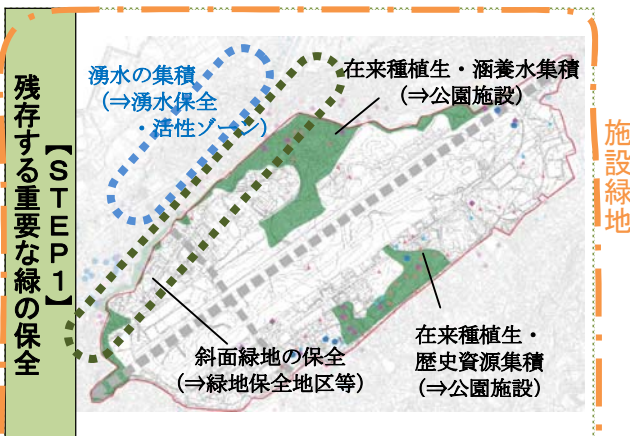 【STEP1】
残存する重要な緑の保全
湧水の集積
(⇒湧水保全
・活性ゾーン)
在来種植生・涵養水集積
(⇒公園施設)
斜面緑地の保全
(⇒緑地保全地区等)
在来種植生・
歴史資源集積
(⇒公園施設)
施設緑地